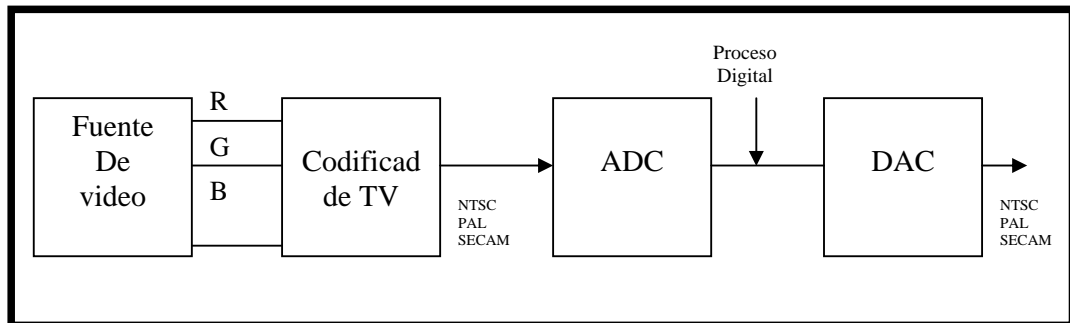 Proceso
Digital
Fuente
De
video
R
G
B
Codificad
de TV
NTSC
PAL
SECAM
ADC
DAC
NTSC
PAL
SECAM